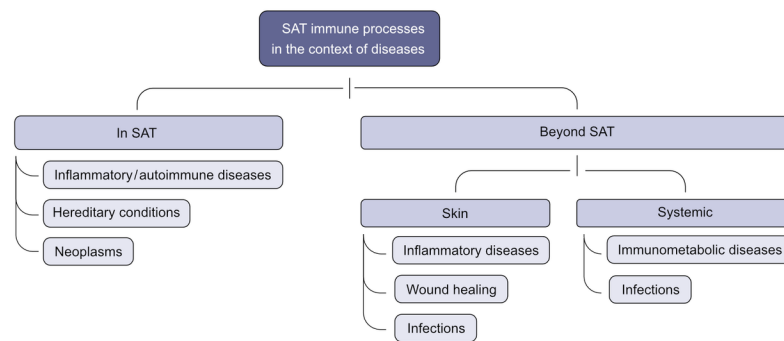 SAT immune processes
in the context of diseases
In SAT
Inflammatory/autoimmune diseases
Hereditary conditions
Neoplasms
Beyond SAT
Skin
Inflammatory diseases
Wound healing
Infections
Systemic
Immunometabolic diseases
Infections